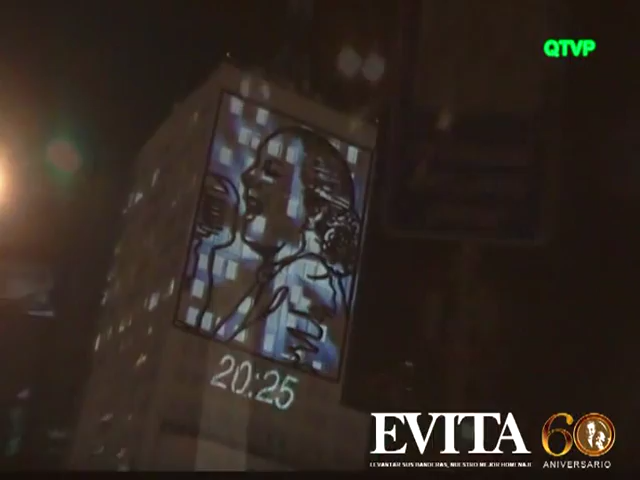 QTVP
20:25
EVITA 60
LEVANTAR SUS BANDERAS, NUESTRO MEJOR HOMENAJE
ANIVERSARIO